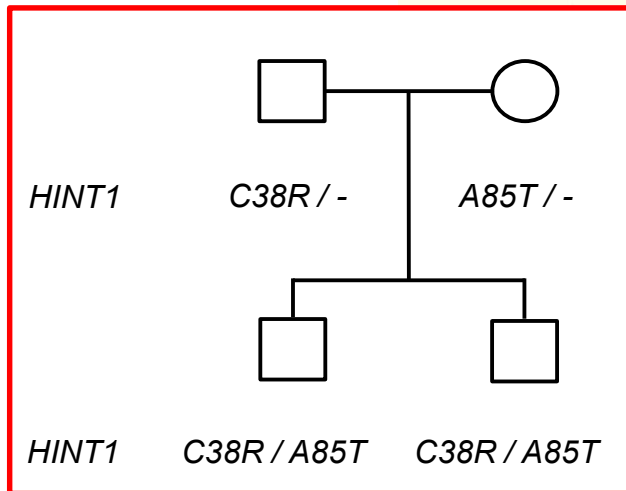 HINT1 C38R / - A85T / -
HINT1 C38R / A85T C38R / A85T